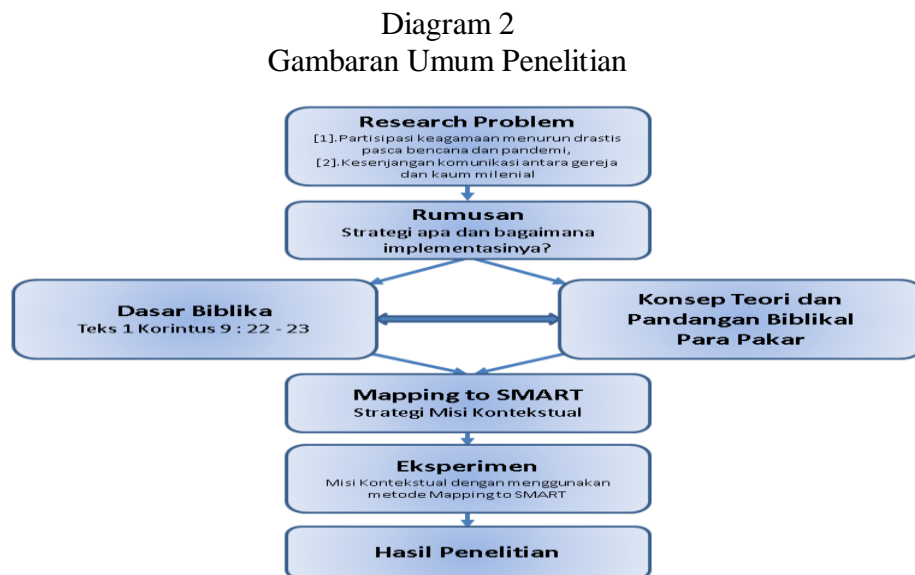 Diagram 2
Gambaran Umum Penelitian
Research Problem
[1].Partisipasi keagamaan menurun drastis
pasca bencana dan pandemi,
[2].Kesenjangan komunikasi antara gereja
dan kaum milenial
Rumusan
Strategi apa dan bagaimana
implementasinya?
Dasar Biblika
Teks 1 Korintus 9 : 22 - 23
Konsep Teori dan
Pandangan Biblikal
Para Pakar
Mapping to SMART
Strategi Misi Kontekstual
Eksperimen
Misi Kontekstual dengan menggunakan
metode Mapping to SMART
Hasil Penelitian